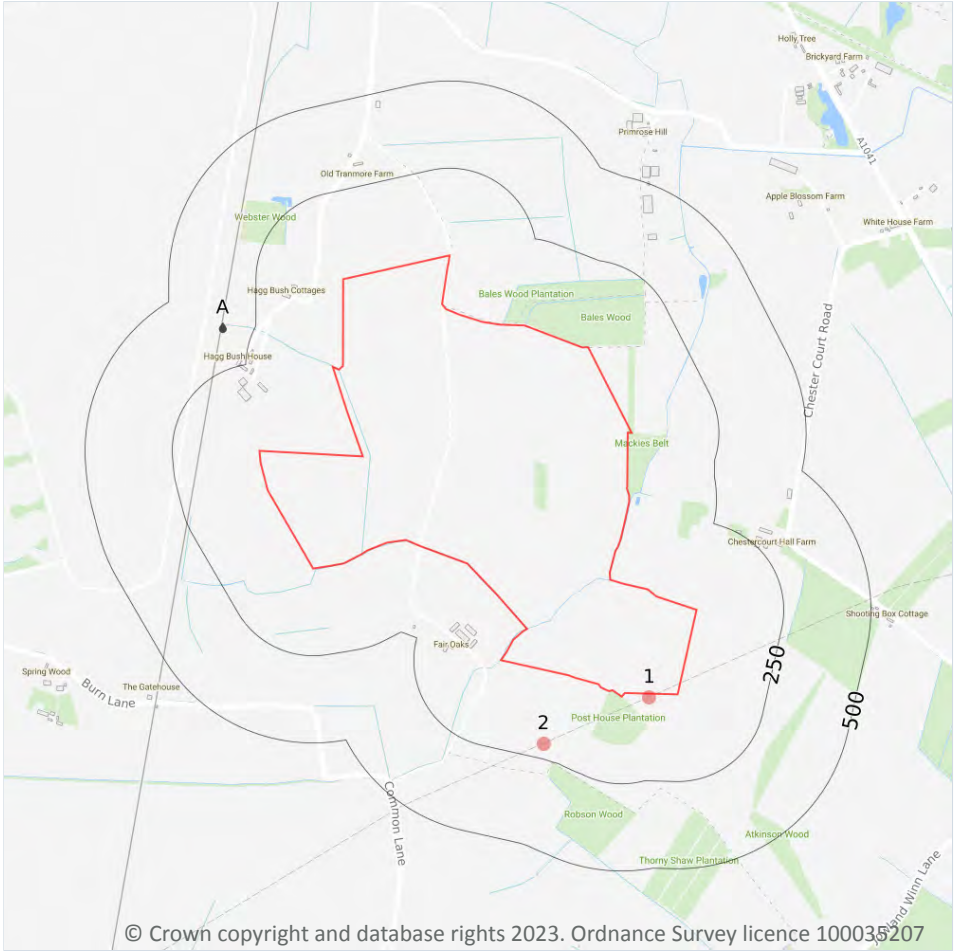 Holly Tree
Brickyard Farm
Primrose Hill
A1041
Old Tranmore Farm
Apple Blossom Farm
Webster Wood
White House Farm
Hagg Bush Cottages
Bales Wood Plantation
A
Bales Wood
Hagg Bush House
Chester Court Road
Mackies Belt
Chestercourt Hall Farm
Shooting Box Cottage
Fair Oaks
250
Spring Wood
1
The Gatehouse
Burn Lane
500
Post House Plantation
2
Common Lane
Robson Wood
Atkinson Wood
Thorny Shaw Plantation
Winn Lane
© Crown copyright and database rights 2023. Ordnance Survey licence 100035207